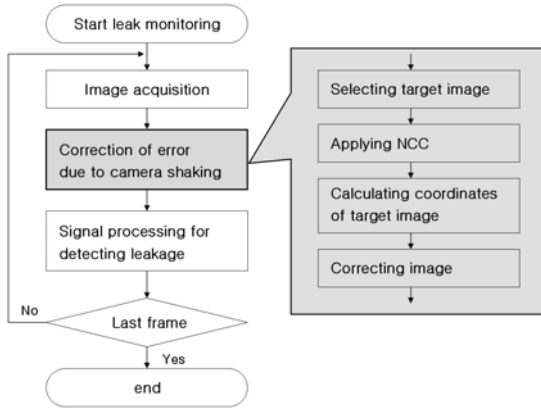 Start leak monitoring
Image acquisition
Correction of error
due to camera shaking
Signal processing for
detecting leakage
Last frame
No
Yes
end
Selecting target image
Applying NCC
Calculating coordinates
of target image
Correcting image